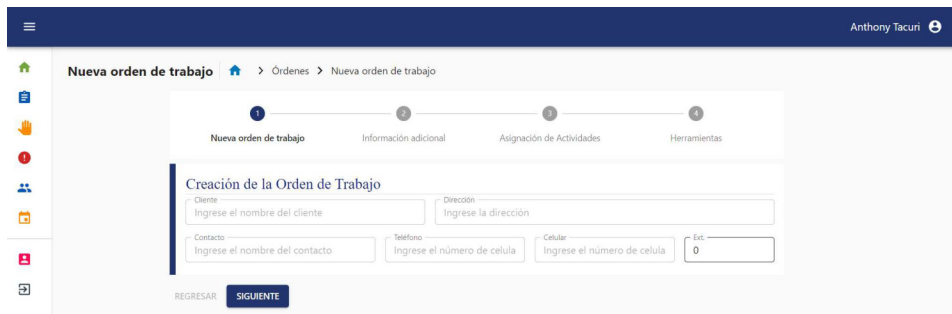 Anthony Tacuri
Nueva orden de trabajo > Órdenes > Nueva orden de trabajo
1 2 3 4
Nueva orden de trabajo Información adicional Asignación de Actividades Herramientas
Creación de la Orden de Trabajo
Cliente Dirección
Ingrese el nombre del cliente Ingrese la dirección
Contacto Teléfono Celular Ext.
Ingrese el nombre del contacto Ingrese el número de celula Ingrese el número de celula 0
REGRESAR SIGUIENTE